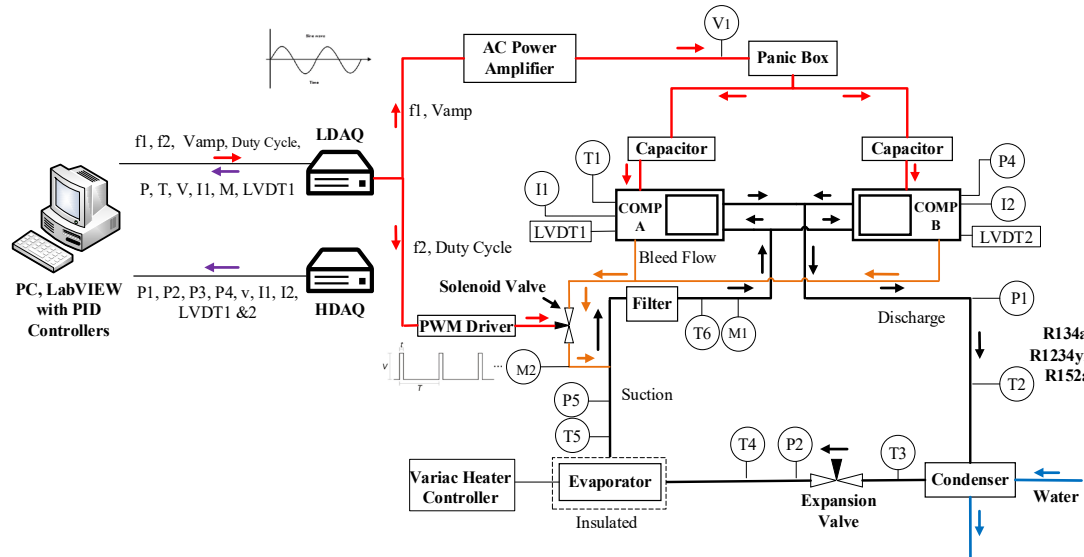 Sine wave
Time
AC Power
Amplifier
V1
Panic Box
f1, Vamp
LDAQ
f1, f2, Vamp, Duty Cycle,
P, T, V, I1, M, LVDT1
Capacitor
Capacitor
T1
I1
LVDT1
COMP
A
COMP
B
P4
I2
LVDT2
f2, Duty Cycle
Bleed Flow
PC, LabVIEW
with PID
Controllers
P1, P2, P3, P4, v, I1, I2,
LVDT1 &2
HDAQ
Solenoid Valve
PWM Driver
Filter
T6
M1
Discharge
P1
R134a
R1234y
R152a
T2
t
V
T
...
M2
Suction
P5
T5
T4
P2
T3
Variac Heater
Controller
Evaporator
Insulated
Expansion
Valve
Condenser
Water